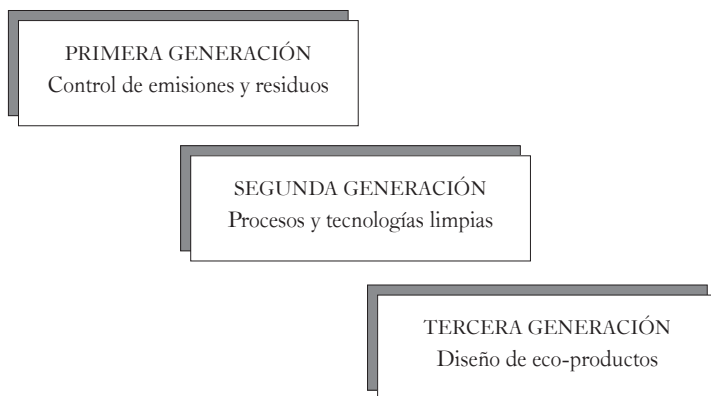 PRIMERA GENERACIÓN
Control de emisiones y residuos
SEGUNDA GENERACIÓN
Procesos y tecnologías limpias
TERCERA GENERACIÓN
Diseño de eco-productos